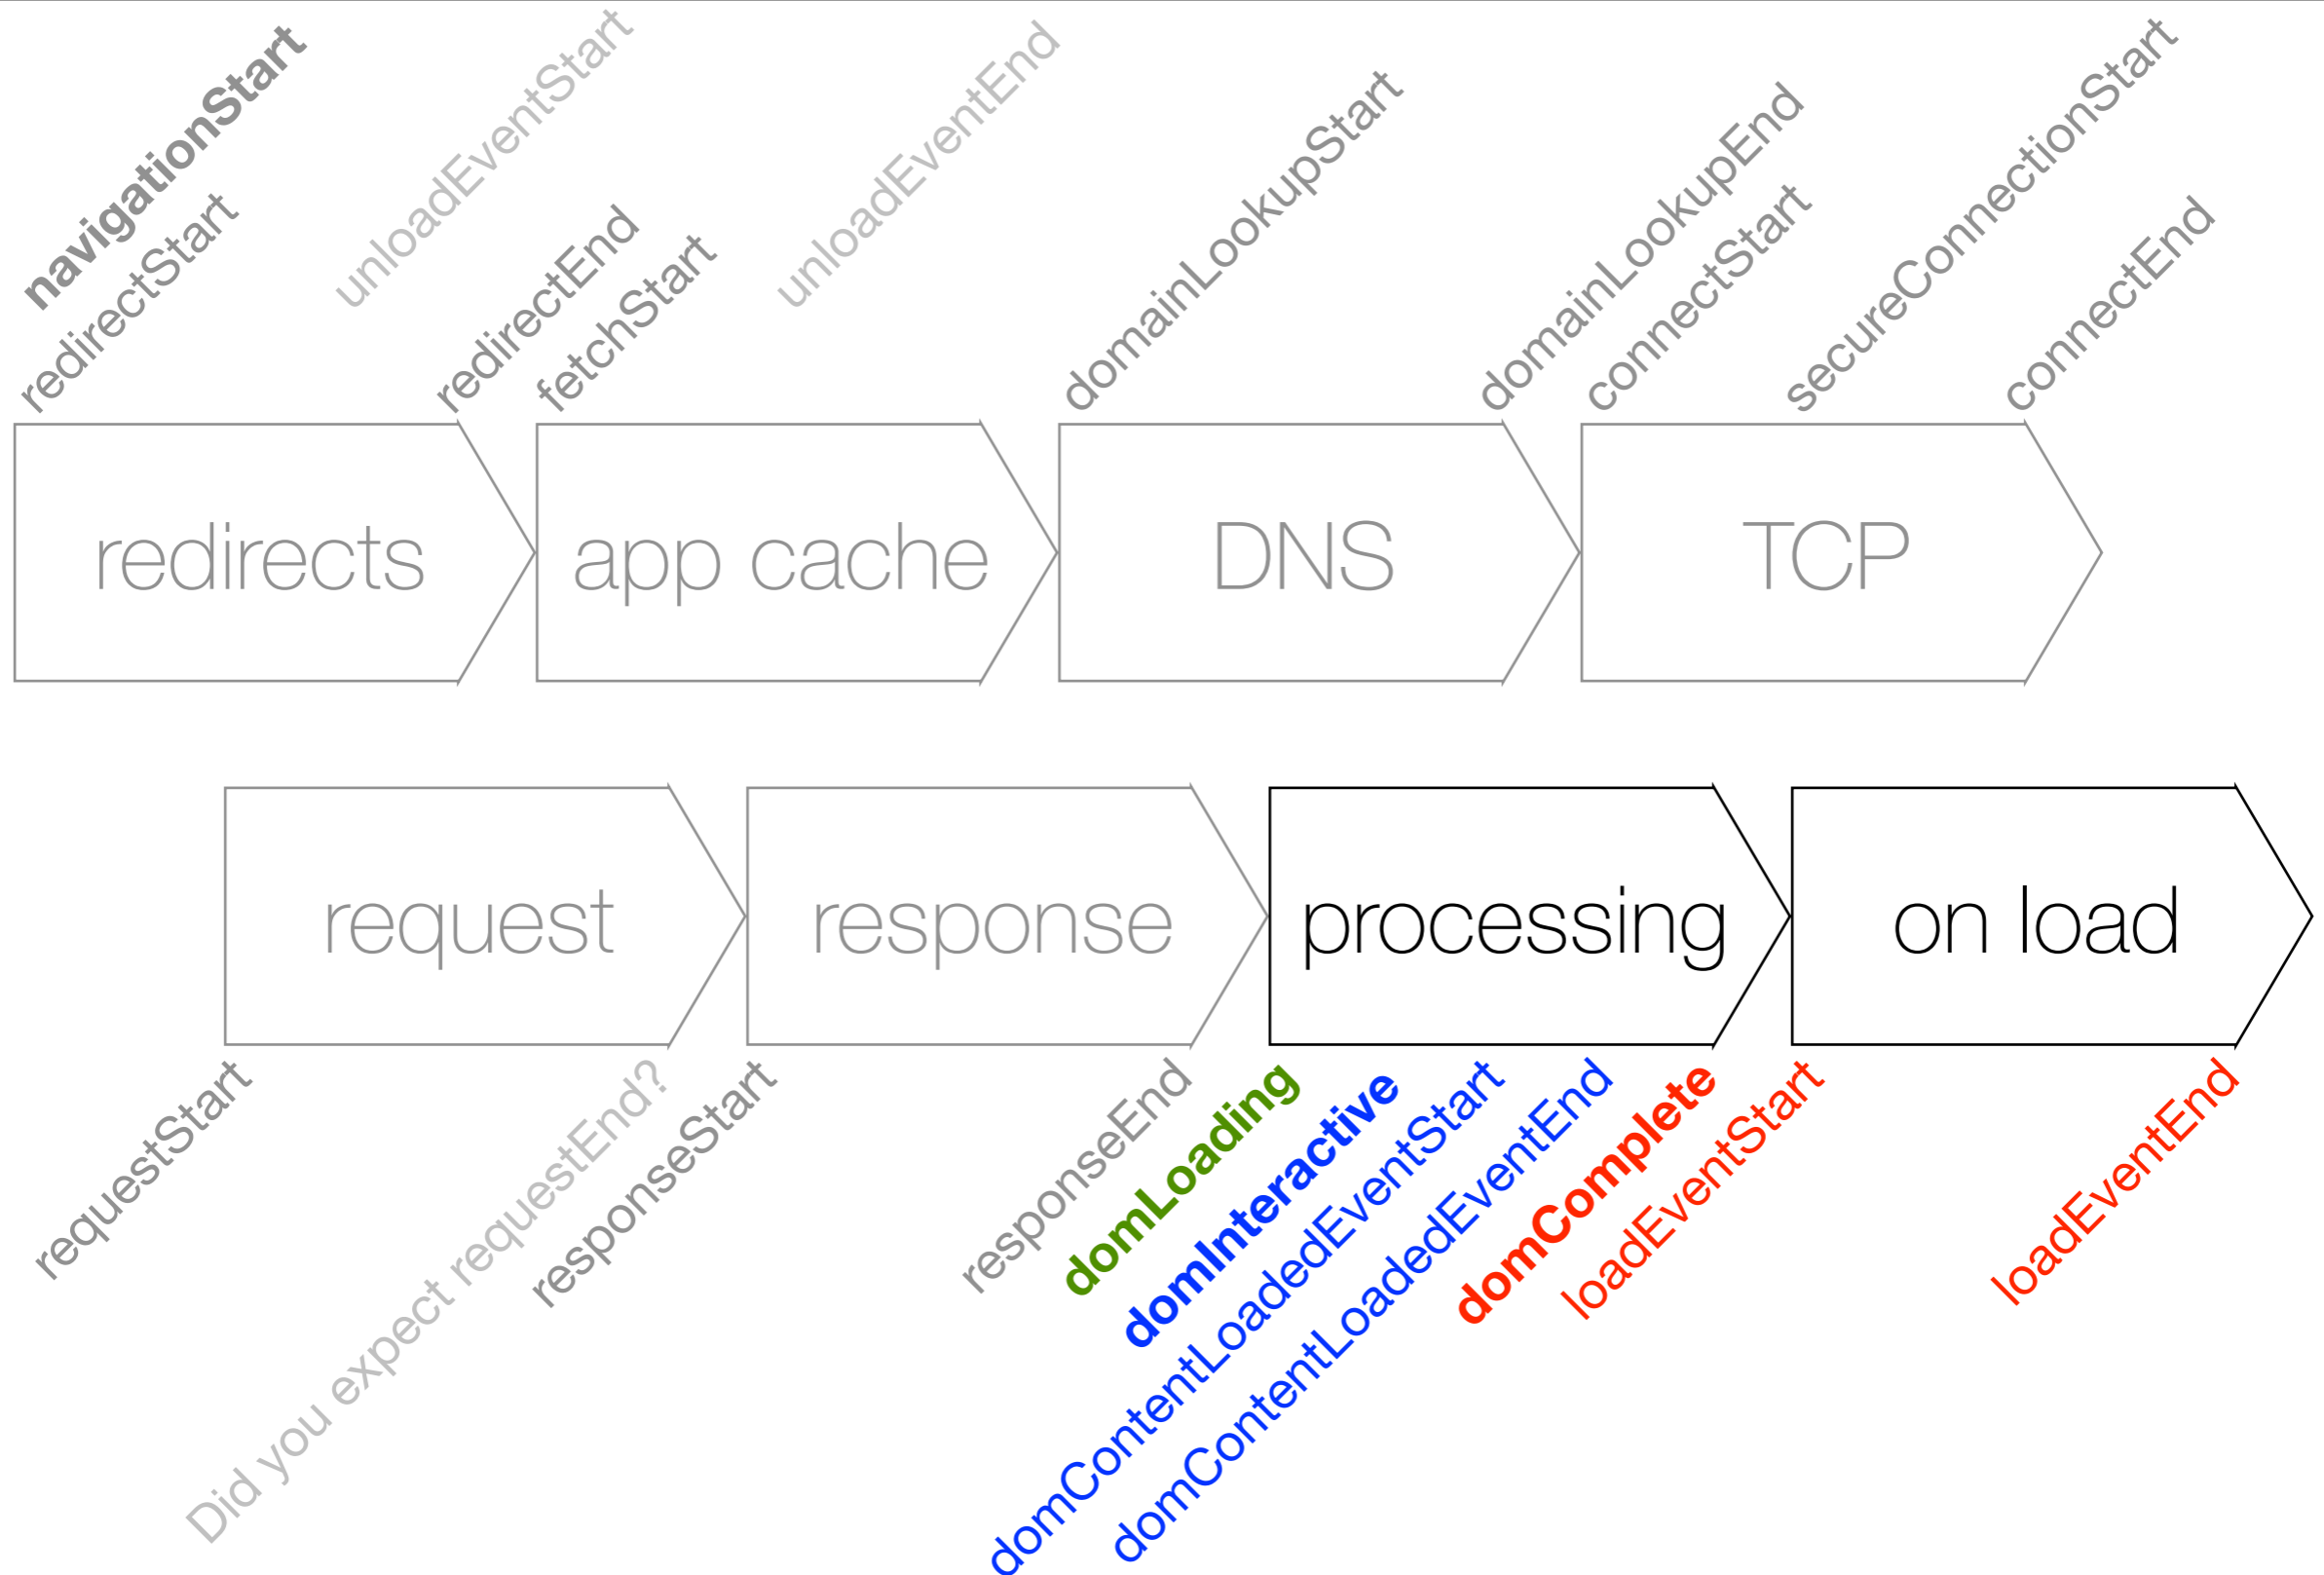 navigationStart
unloadEventStart
unloadEventEnd
redirectStart
redirectEnd
fetchStart
domainLookupStart
domainLookupEnd
connectStart
secureConnectionStart
connectEnd
redirects
app cache
DNS
TCP
request
response
processing
on load
requestStart
Did you expect requestEnd?
responseStart
responseEnd
domLoading
domInteractive
domContentLoadedEventStart
domContentLoadedEventEnd
domComplete
loadEventStart
loadEventEnd